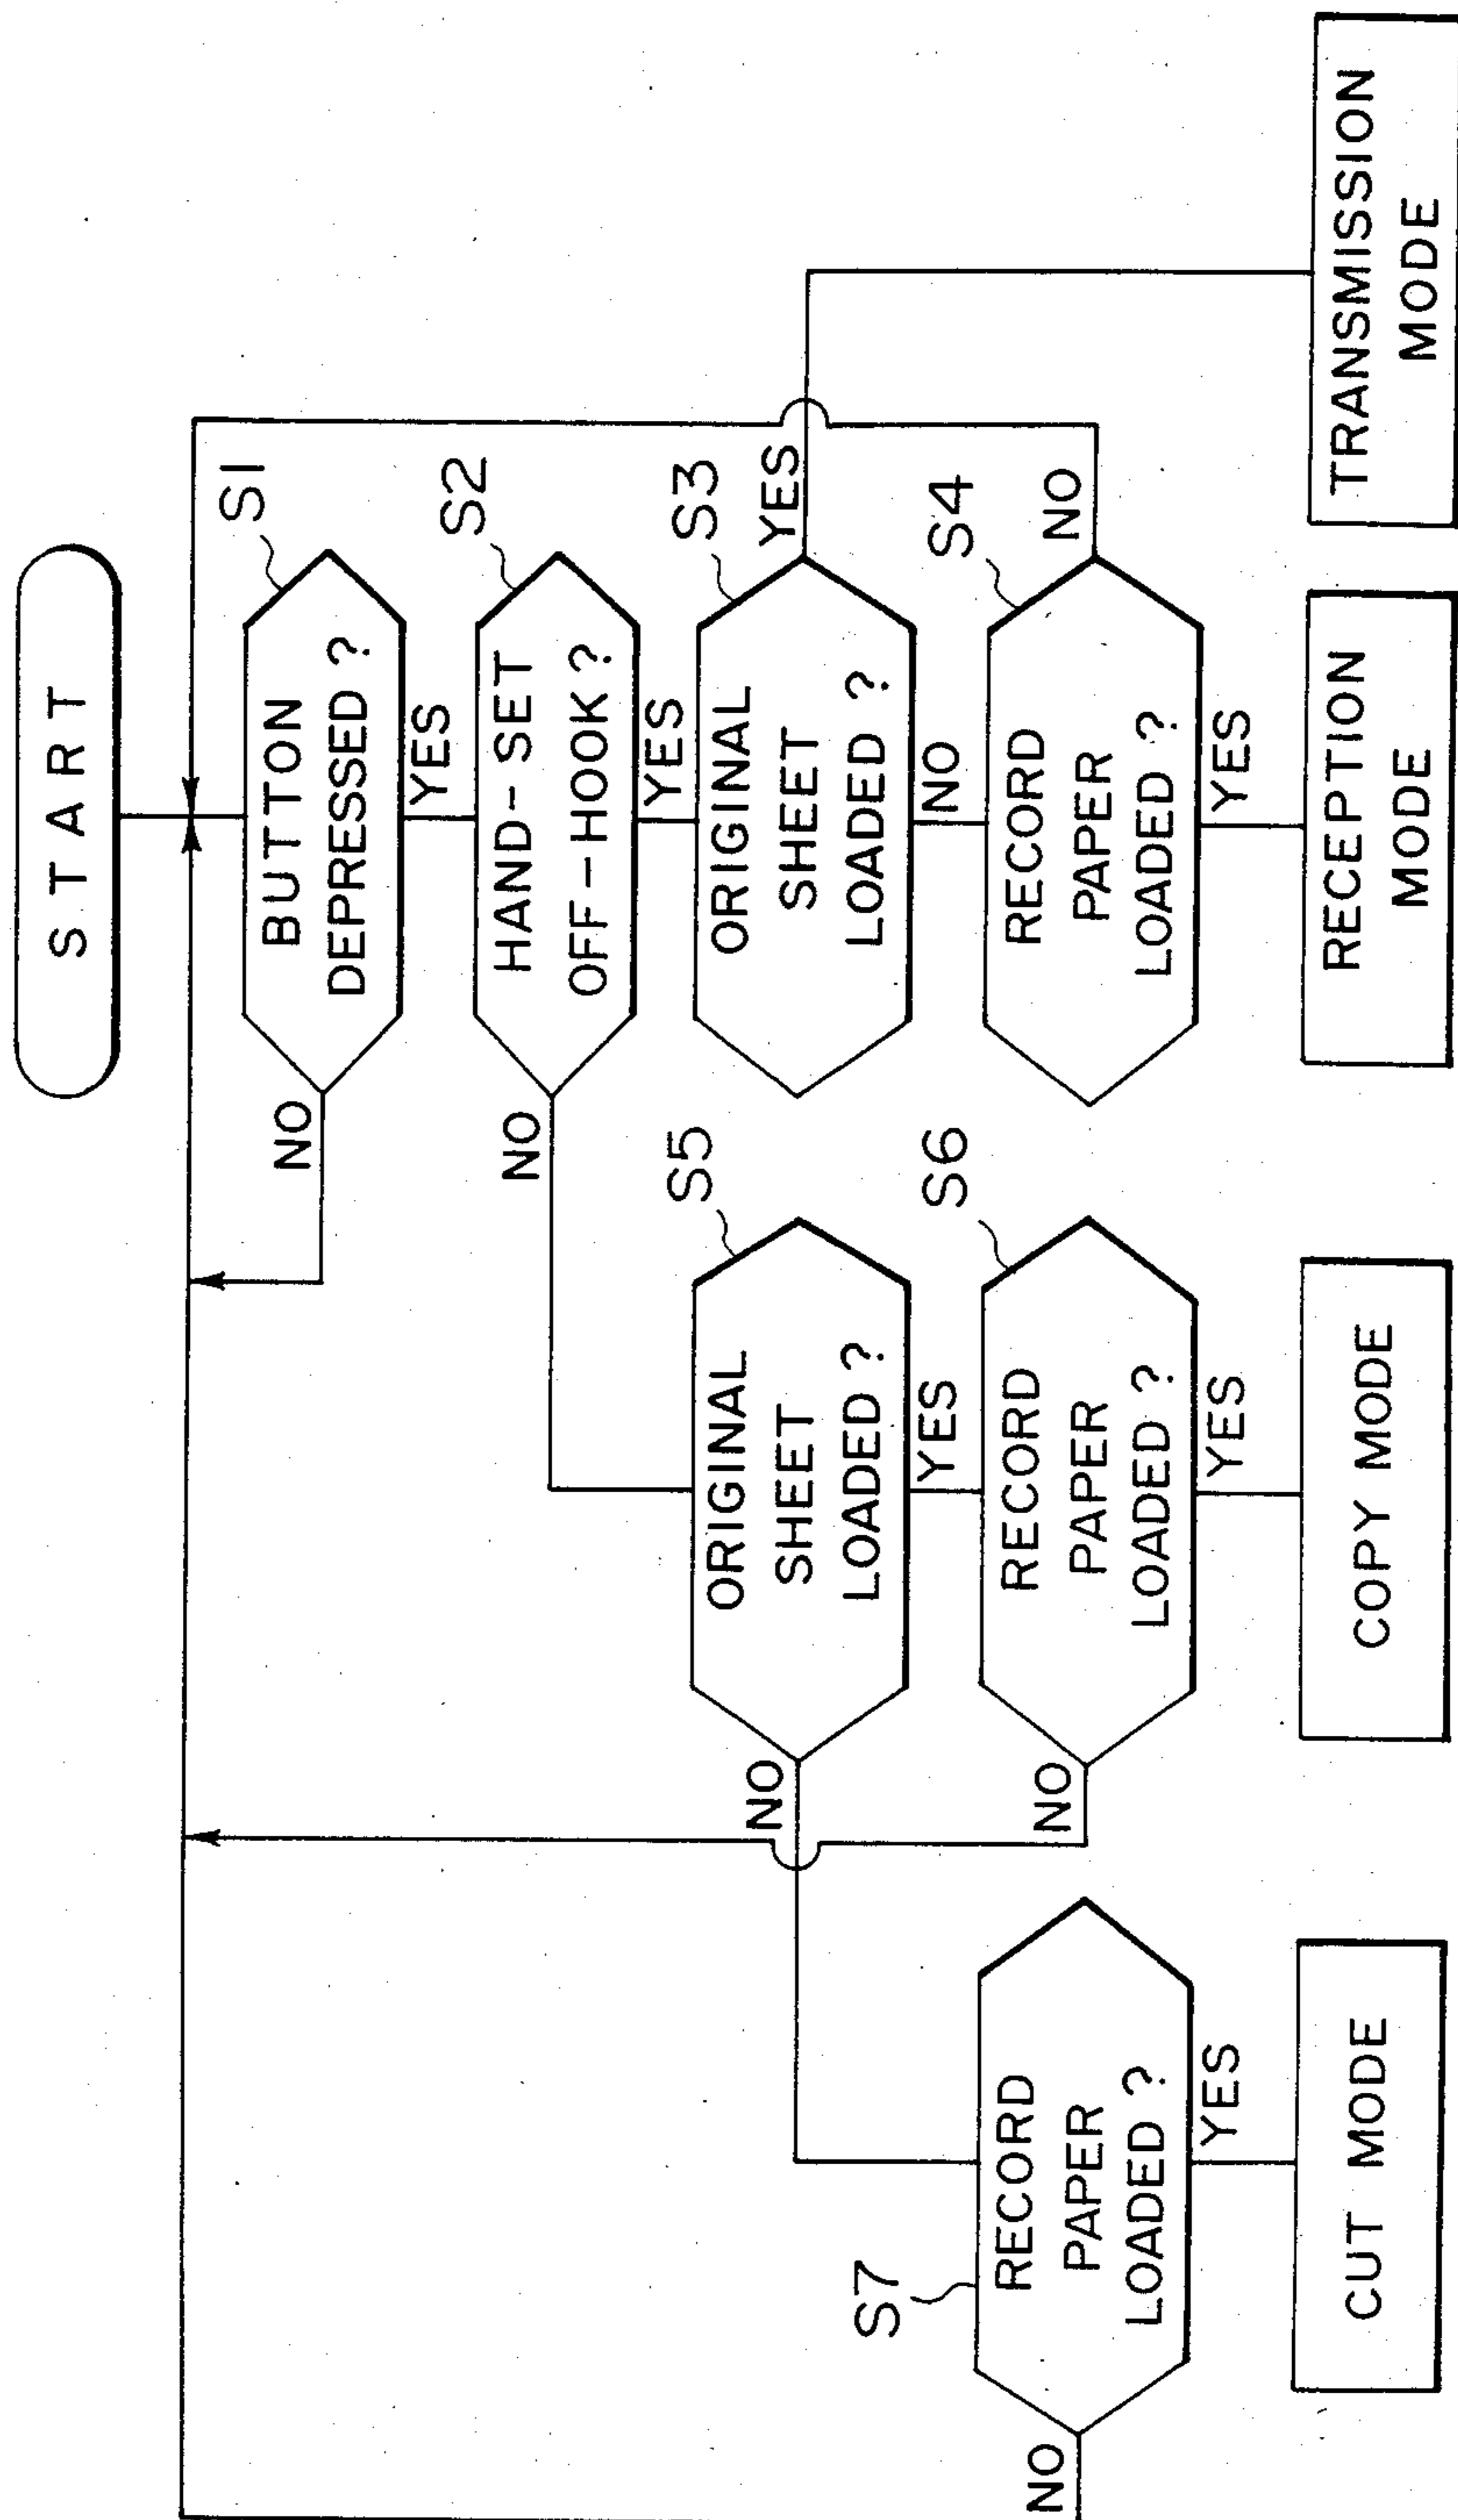 START
S1
BUTTON
DEPRESSED ?
NO
YES
S2
HAND-SET
OFF-HOOK ?
NO
YES
S3
ORIGINAL
SHEET
LOADED ?
YES
NO
S4
RECORD
PAPER
LOADED ?
NO
YES
RECEPTION
MODE
TRANSMISSION
MODE
S5
ORIGINAL
SHEET
LOADED ?
NO
YES
S6
RECORD
PAPER
LOADED ?
NO
YES
COPY MODE
S7
RECORD
PAPER
LOADED ?
NO
YES
CUT MODE